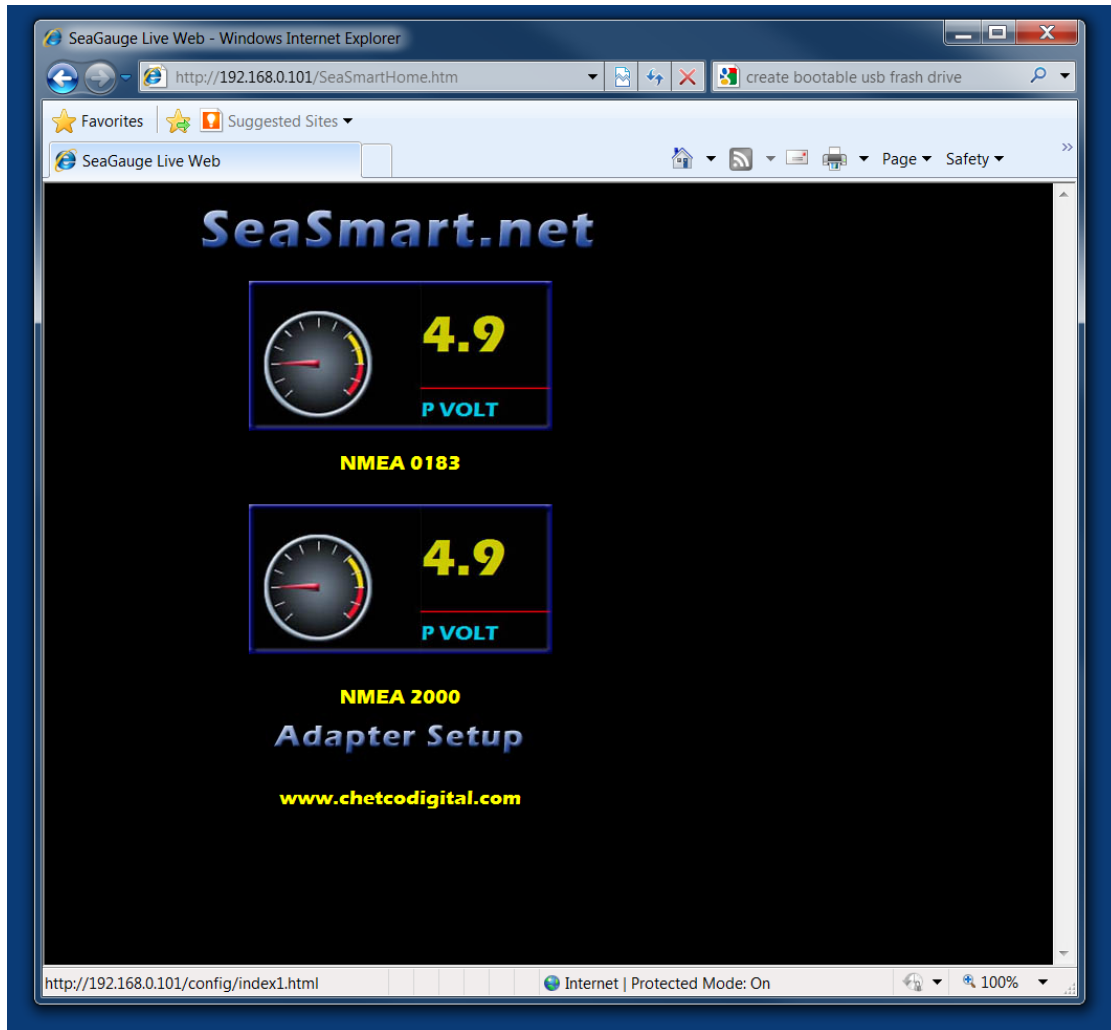 SeaGauge Live Web - Windows Internet Explorer
http://192.168.0.101/SeaSmartHome.htm
create bootable usb frash drive
Favorites
Suggested Sites
SeaGauge Live Web
Page
Safety
SeaSmart.net
4.9
P VOLT
NMEA 0183
4.9
P VOLT
NMEA 2000
Adapter Setup
www.chetcodigital.com
http://192.168.0.101/config/index1.html
Internet | Protected Mode: On
100%